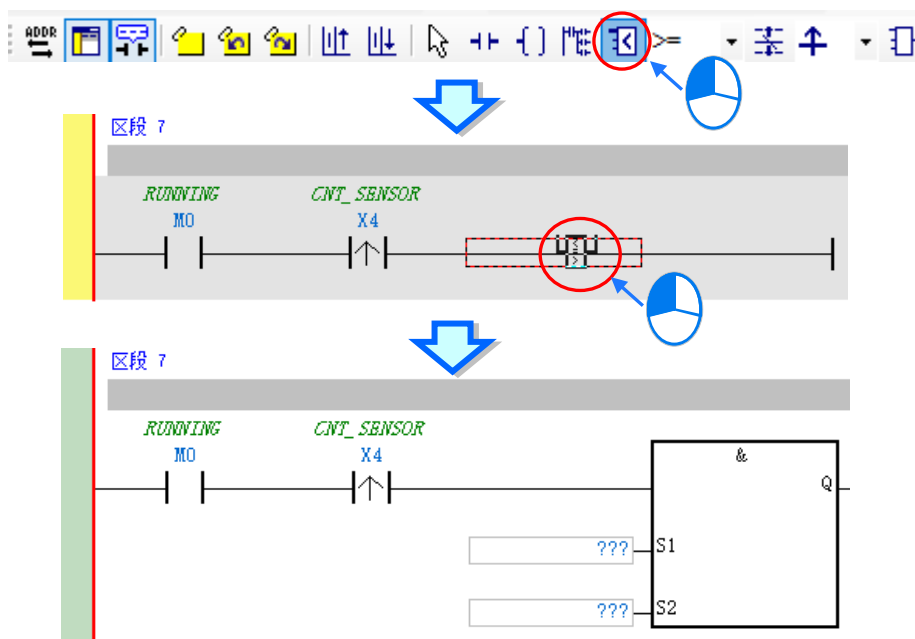 ADDR
>=
区段 7
RUNNING CNT_SENSOR
M0 X4
区段 7
RUNNING CNT_SENSOR
M0 X4 &
Q
??? S1
??? S2